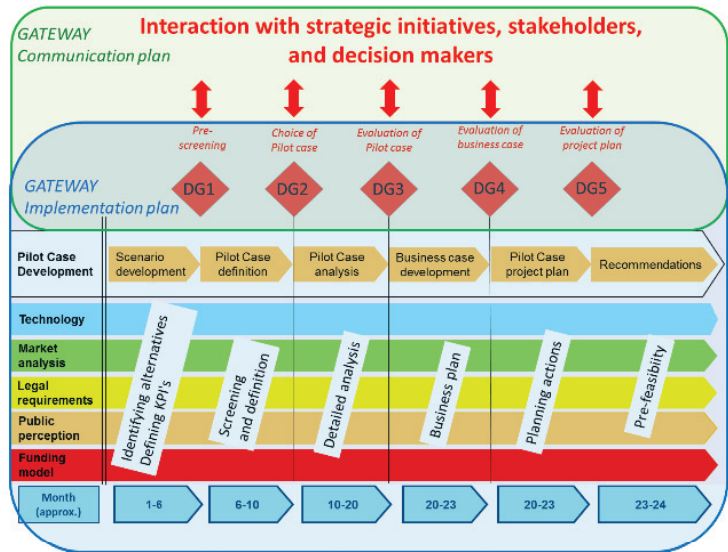 GATEWAY
Communication plan
Interaction with strategic initiatives, stakeholders,
and decision makers
Pre-
screening
Choice of
Pilot case
Evaluation of
Pilot case
Evaluation of
business case
Evaluation of
project plan
GATEWAY
Implementation plan
DG1
DG2
DG3
DG4
DG5
Pilot Case
Development
Scenario
development
Pilot Case
definition
Pilot Case
analysis
Business case
development
Pilot Case
project plan
Recommendations
Technology
Market
analysis
Legal
requirements
Public
perception
Funding
model
Identifying alternatives
Defining KPI's
Screening
and definition
Detailed analysis
Business plan
Planning actions
Pre-feasibiity
Month
(approx.)
1-6
6-10
10-20
20-23
20-23
23-24